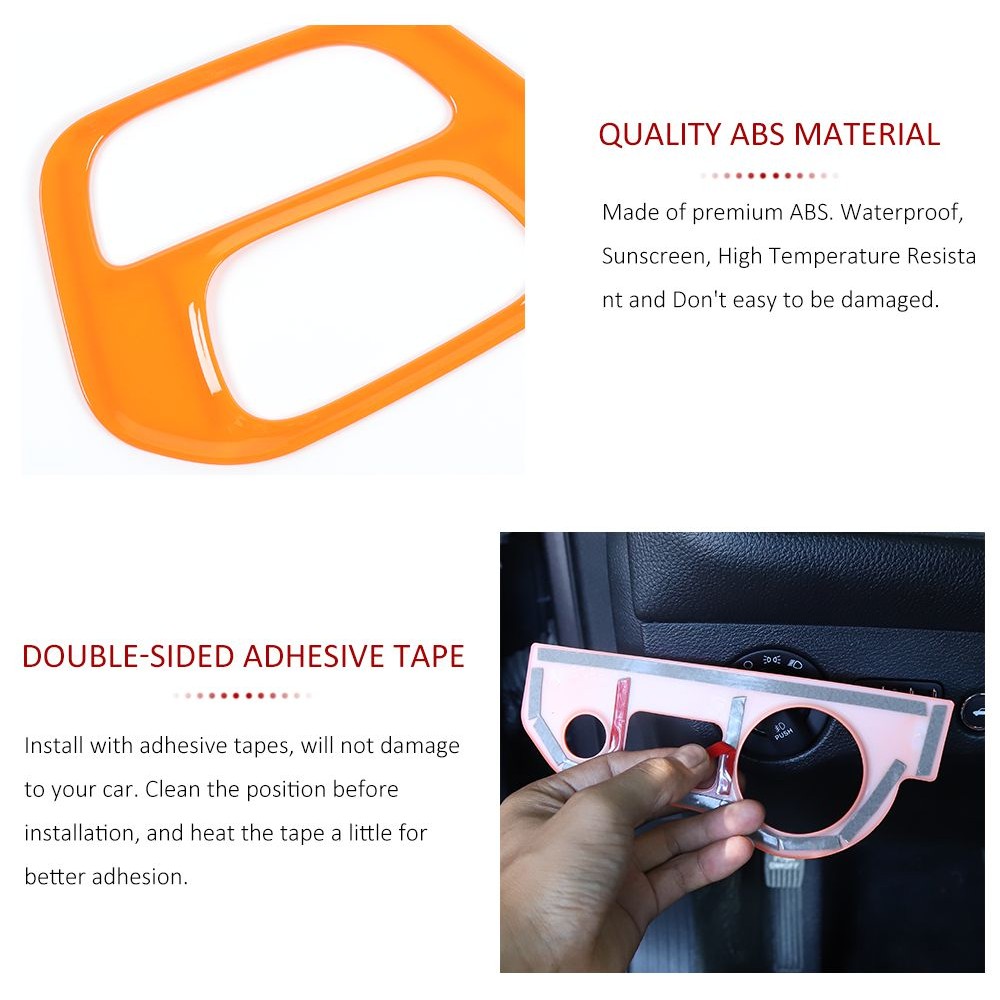 QUALITY ABS MATERIAL
Made of premium ABS. Waterproof,
Sunscreen, High Temperature Resista
nt and Don't easy to be damaged.
DOUBLE-SIDED ADHESIVE TAPE
Install with adhesive tapes, will not damage
to your car. Clean the position before
installation, and heat the tape a little for
better adhesion.
PUSH